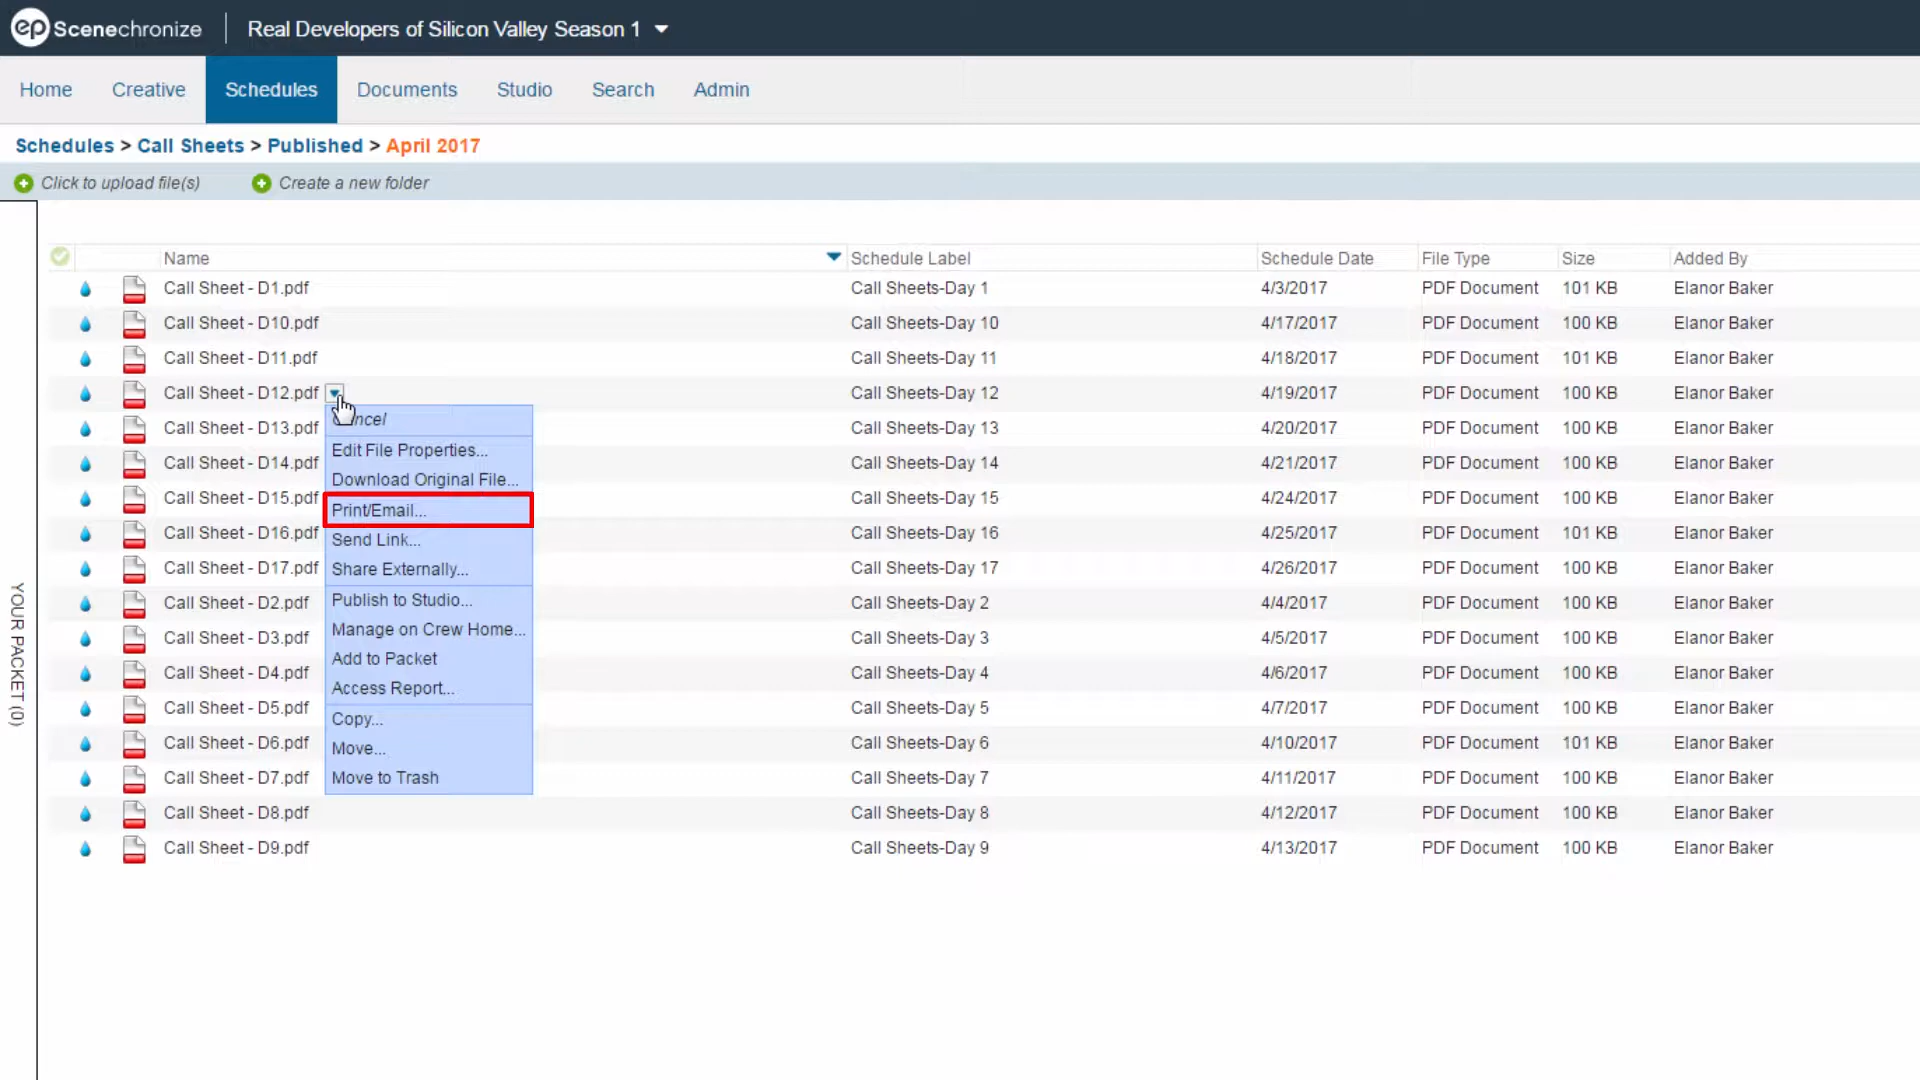 ep Scenechronize Real Developers of Silicon Valley Season 1
Home Creative Schedules Documents Studio Search Admin
Schedules > Call Sheets > Published > April 2017
Click to upload file(s) Create a new folder
YOUR PACKET (0)
Name Schedule Label Schedule Date File Type Size Added By
Call Sheet - D1.pdf Call Sheets-Day 1 4/3/2017 PDF Document 101 KB Elanor Baker
Call Sheet - D10.pdf Call Sheets-Day 10 4/17/2017 PDF Document 100 KB Elanor Baker
Call Sheet - D11.pdf Call Sheets-Day 11 4/18/2017 PDF Document 101 KB Elanor Baker
Call Sheet - D12.pdf Call Sheets-Day 12 4/19/2017 PDF Document 100 KB Elanor Baker
Call Sheet - D13.pdf Call Sheets-Day 13 4/20/2017 PDF Document 100 KB Elanor Baker
Call Sheet - D14.pdf Call Sheets-Day 14 4/21/2017 PDF Document 100 KB Elanor Baker
Call Sheet - D15.pdf Call Sheets-Day 15 4/24/2017 PDF Document 100 KB Elanor Baker
Call Sheet - D16.pdf Call Sheets-Day 16 4/25/2017 PDF Document 101 KB Elanor Baker
Call Sheet - D17.pdf Call Sheets-Day 17 4/26/2017 PDF Document 100 KB Elanor Baker
Call Sheet - D2.pdf Call Sheets-Day 2 4/4/2017 PDF Document 100 KB Elanor Baker
Call Sheet - D3.pdf Call Sheets-Day 3 4/5/2017 PDF Document 100 KB Elanor Baker
Call Sheet - D4.pdf Call Sheets-Day 4 4/6/2017 PDF Document 100 KB Elanor Baker
Call Sheet - D5.pdf Call Sheets-Day 5 4/7/2017 PDF Document 100 KB Elanor Baker
Call Sheet - D6.pdf Call Sheets-Day 6 4/10/2017 PDF Document 101 KB Elanor Baker
Call Sheet - D7.pdf Call Sheets-Day 7 4/11/2017 PDF Document 100 KB Elanor Baker
Call Sheet - D8.pdf Call Sheets-Day 8 4/12/2017 PDF Document 100 KB Elanor Baker
Call Sheet - D9.pdf Call Sheets-Day 9 4/13/2017 PDF Document 100 KB Elanor Baker
Cancel
Edit File Properties...
Download Original File...
Print/Email...
Send Link...
Share Externally...
Publish to Studio...
Manage on Crew Home...
Add to Packet
Access Report...
Copy...
Move...
Move to Trash